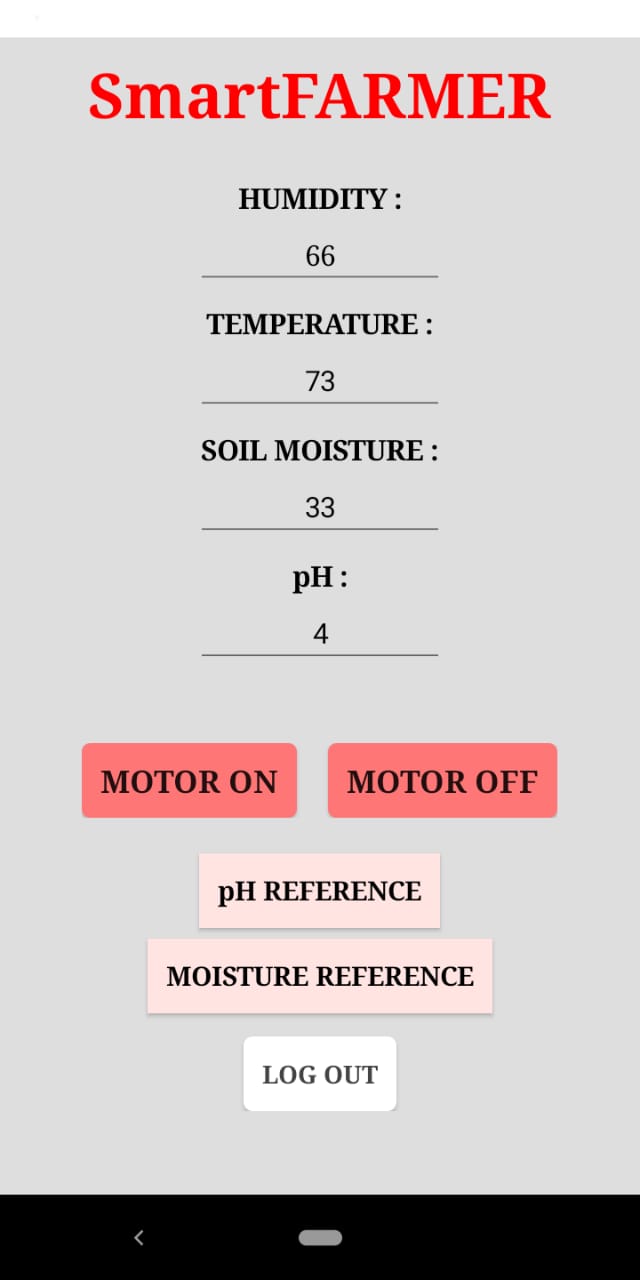 SmartFARMER
HUMIDITY :
66
TEMPERATURE :
73
SOIL MOISTURE :
33
pH :
4
MOTOR ON MOTOR OFF
pH REFERENCE
MOISTURE REFERENCE
LOG OUT